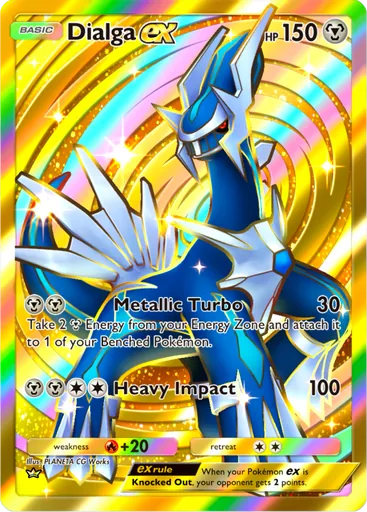 BASIC Dialga ex HP 150
Metallic Turbo 30
Take 2 Energy from your Energy Zone and attach it
to 1 of your Benched Pokémon.
Heavy Impact 100
weakness +20 retreat
Illus. PLANETA CG Works
ex rule When your Pokémon ex is
Knocked Out, your opponent gets 2 points.